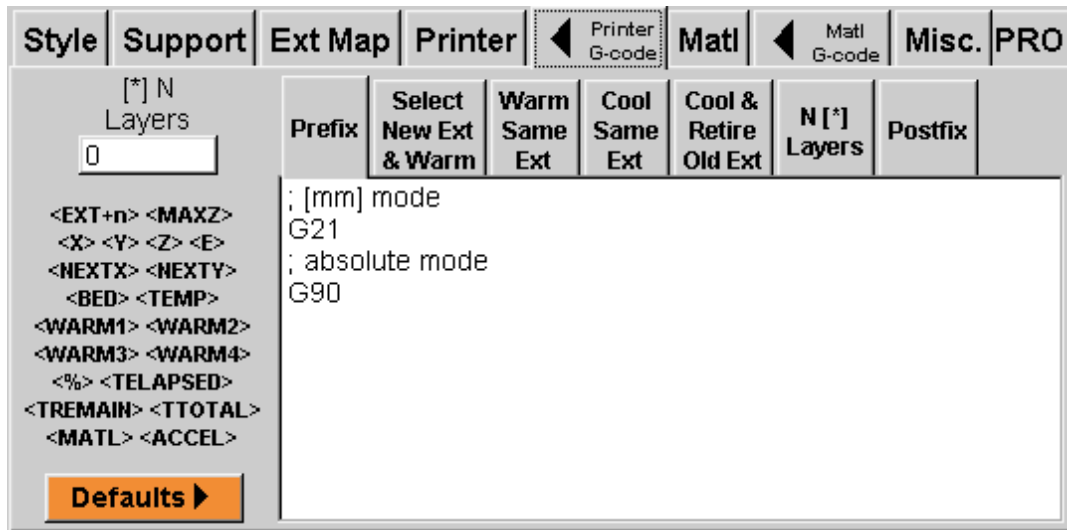 Style Support Ext Map Printer ◀ Printer G-code Matl ◀ Matl G-code Misc. PRO
[*] N
Layers
0
<EXT+n> <MAXZ>
<X> <Y> <Z> <E>
<NEXTX> <NEXTY>
<BED> <TEMP>
<WARM1> <WARM2>
<WARM3> <WARM4>
<%> <TELAPSED>
<TREMAIN> <TTOTAL>
<MATL> <ACCEL>
Defaults ▶
Prefix
Select
New Ext
& Warm
Warm
Same
Ext
Cool
Same
Ext
Cool &
Retire
Old Ext
N [*]
Layers
Postfix
; [mm] mode
G21
; absolute mode
G90